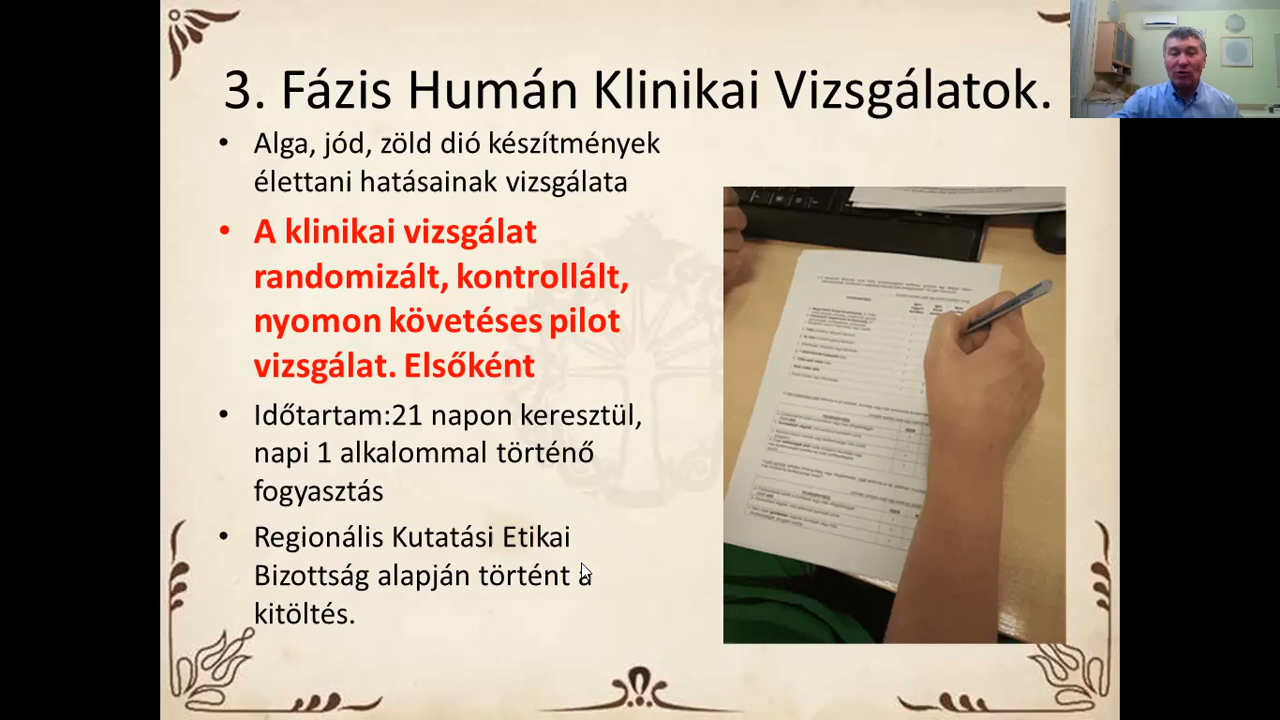 3. Fázis Humán Klinikai Vizsgálatok.
• Alga, jód, zöld dió készítmények
élettani hatásainak vizsgálata
• A klinikai vizsgálat
randomizált, kontrollált,
nyomon követéses pilot
vizsgálat. Elsőként
• Időtartam:21 napon keresztül,
napi 1 alkalommal történő
fogyasztás
• Regionális Kutatási Etikai
Bizottság alapján történt a
kitöltés.